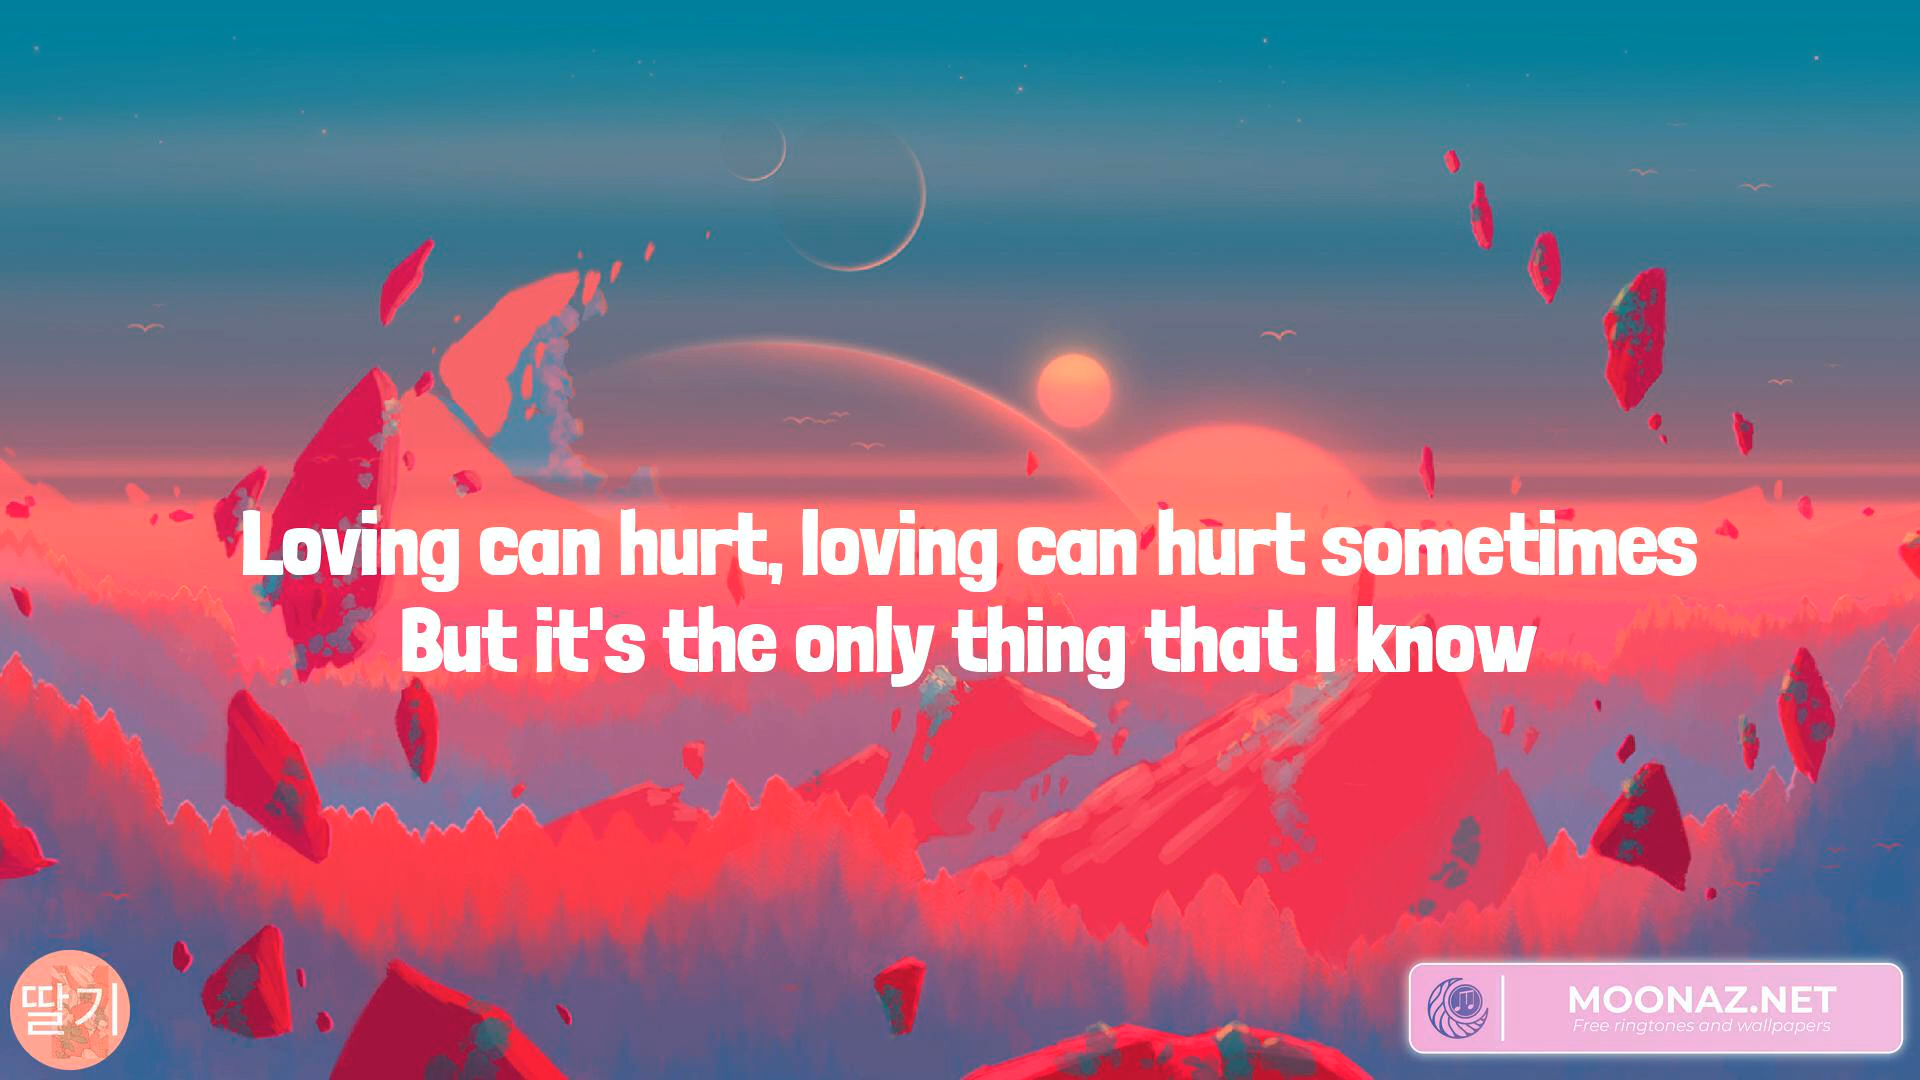 Loving can hurt, loving can hurt sometimes
But it's the only thing that I know
딸기
MOONAZ.NET
Free ringtones and wallpapers